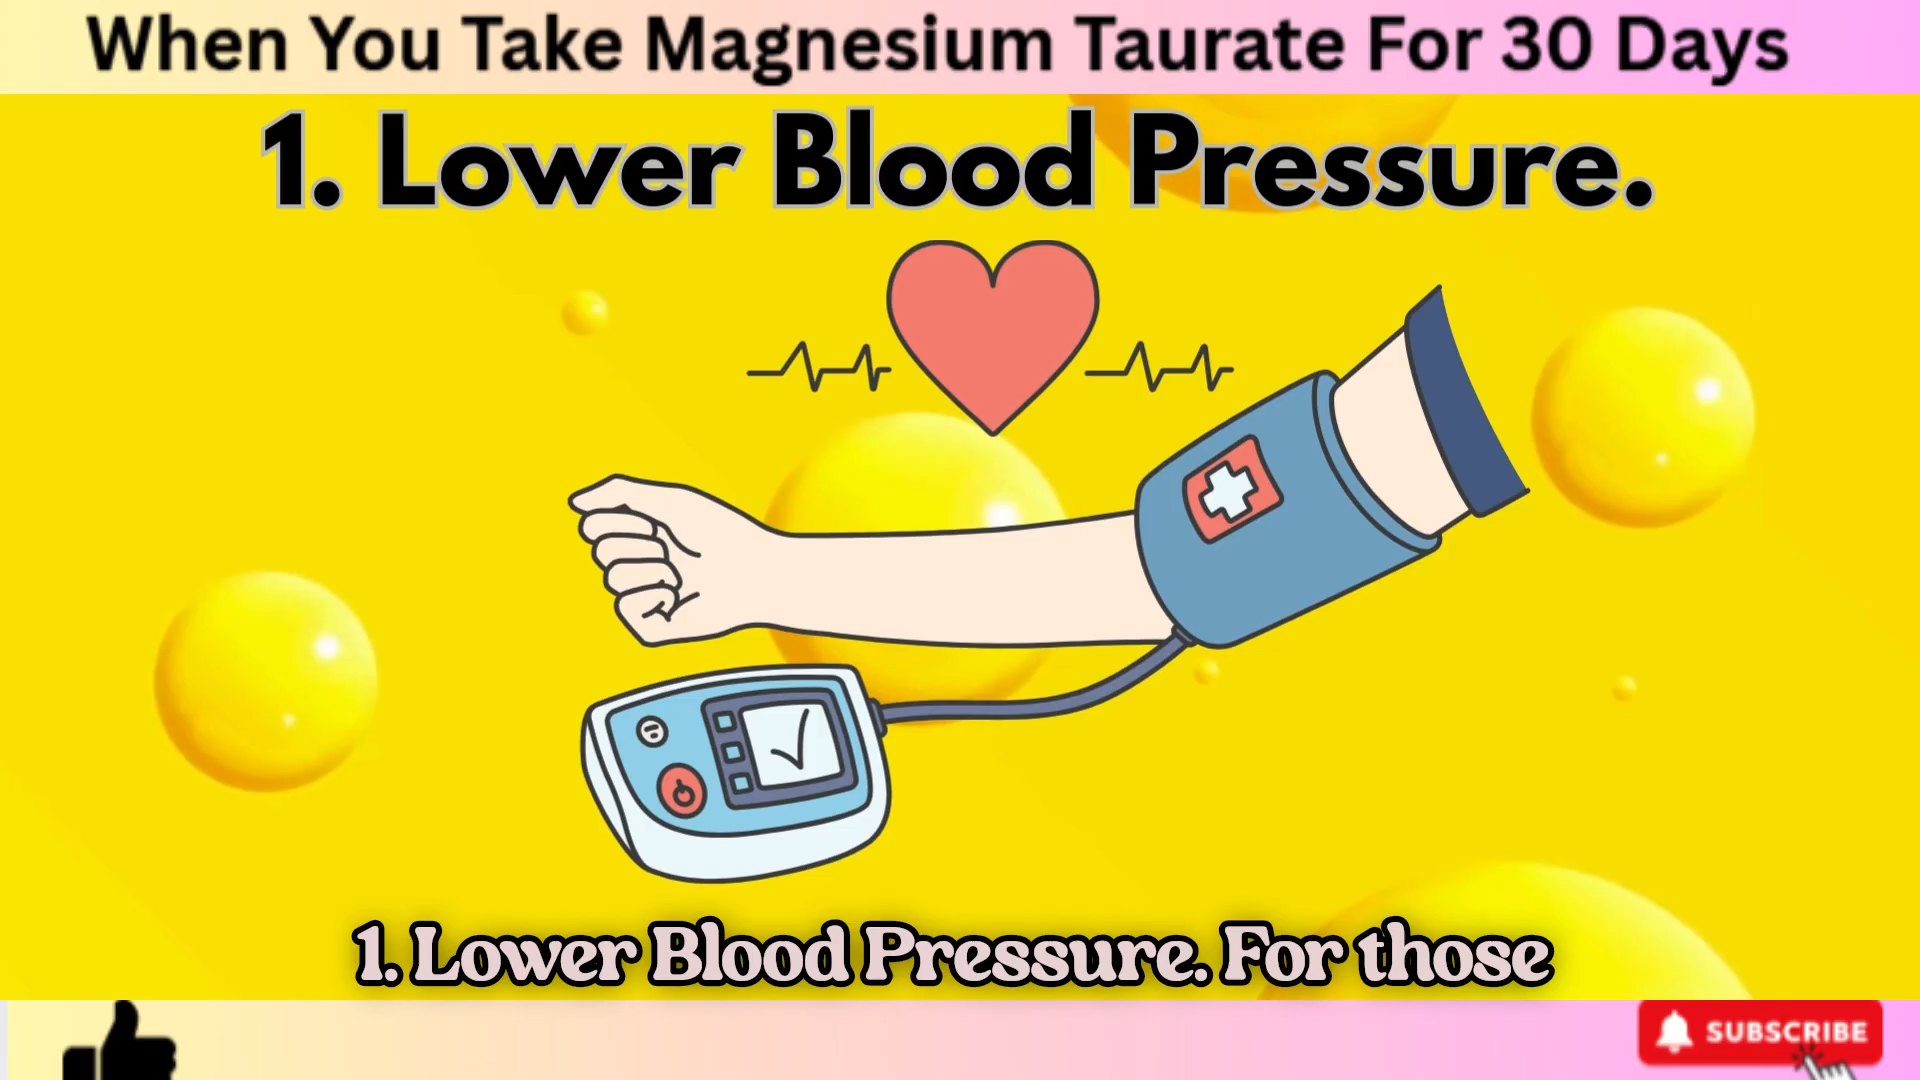 When You Take Magnesium Taurate For 30 Days
1. Lower Blood Pressure.
1. Lower Blood Pressure. For those
SUBSCRIBE